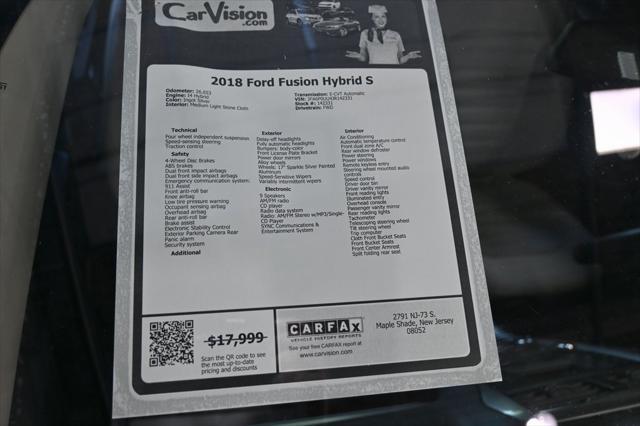 CarVision
.com
2018 Ford Fusion Hybrid S
Engine: I4 Hybrid
Color: Ingot Silver
Interior: Medium Light Stone Cloth
Transmission: E-CVT Automatic
Stock #: 142331
Drivetrain: FWD
Technical
Four wheel independent suspension
Speed-sensing steering
Traction control
Safety
4-Wheel Disc Brakes
ABS brakes
Dual front impact airbags
Dual front side impact airbags
Emergency communication system:
911 Assist
Front anti-roll bar
Knee airbag
Low tire pressure warning
Occupant sensing airbag
Overhead airbag
Rear anti-roll bar
Brake assist
Electronic Stability Control
Exterior Parking Camera Rear
Panic alarm
Security system
Additional
Exterior
Delay-off headlights
Fully automatic headlights
Bumpers: body-color
Front License Plate Bracket
Power door mirrors
Alloy wheels
Wheels: 17" Sparkle Silver Painted
Aluminum
Speed-Sensitive Wipers
Variably intermittent wipers
Electronic
9 Speakers
AM/FM radio
CD player
Radio data system
Radio: AM/FM Stereo w/MP3/Single-
CD Player
SYNC Communications &
Entertainment System
Interior
Air Conditioning
Automatic temperature control
Front dual zone A/C
Rear window defroster
Power steering
Power windows
Remote keyless entry
Steering wheel mounted audio
controls
Speed control
Driver door bin
Driver vanity mirror
Front reading lights
Illuminated entry
Overhead console
Passenger vanity mirror
Rear reading lights
Tachometer
Telescoping steering wheel
Tilt steering wheel
Trip computer
Cloth Front Bucket Seats
Front Bucket Seats
Front Center Armrest
Split folding rear seat
$17,999
Scan the QR code to see
the most up-to-date
pricing and discounts
CARFAX
VEHICLE HISTORY REPORTS
See your free CARFAX report at
www.carvision.com
2791 NJ-73 S.
Maple Shade, New Jersey
08052